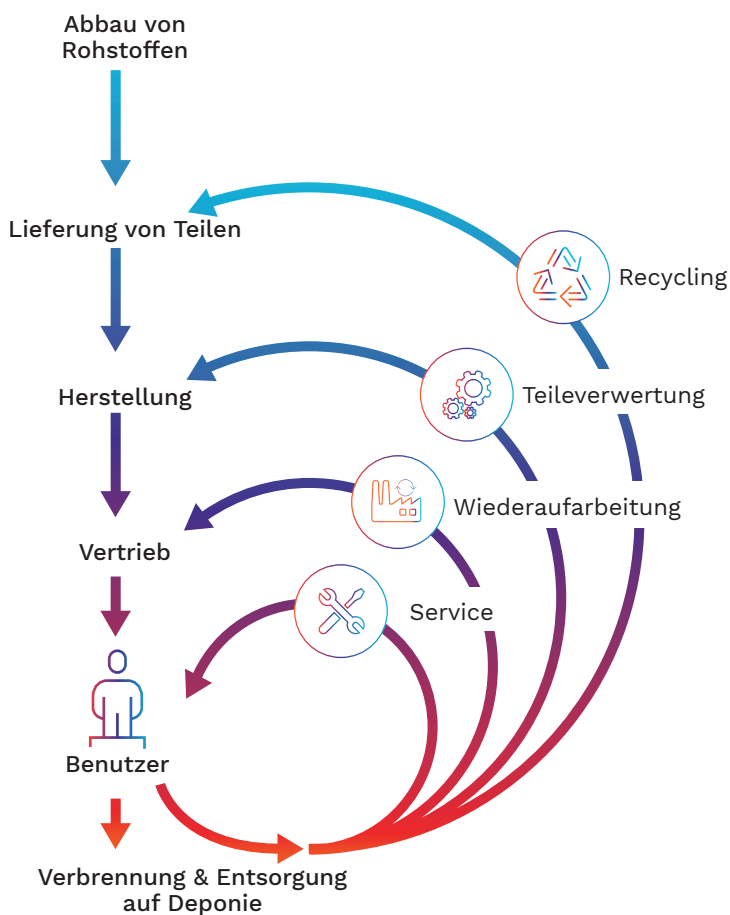 Abbau von
Rohstoffen
Lieferung von Teilen
Recycling
Herstellung
Teileverwertung
Wiederaufarbeitung
Vertrieb
Service
Benutzer
Verbrennung & Entsorgung
auf Deponie